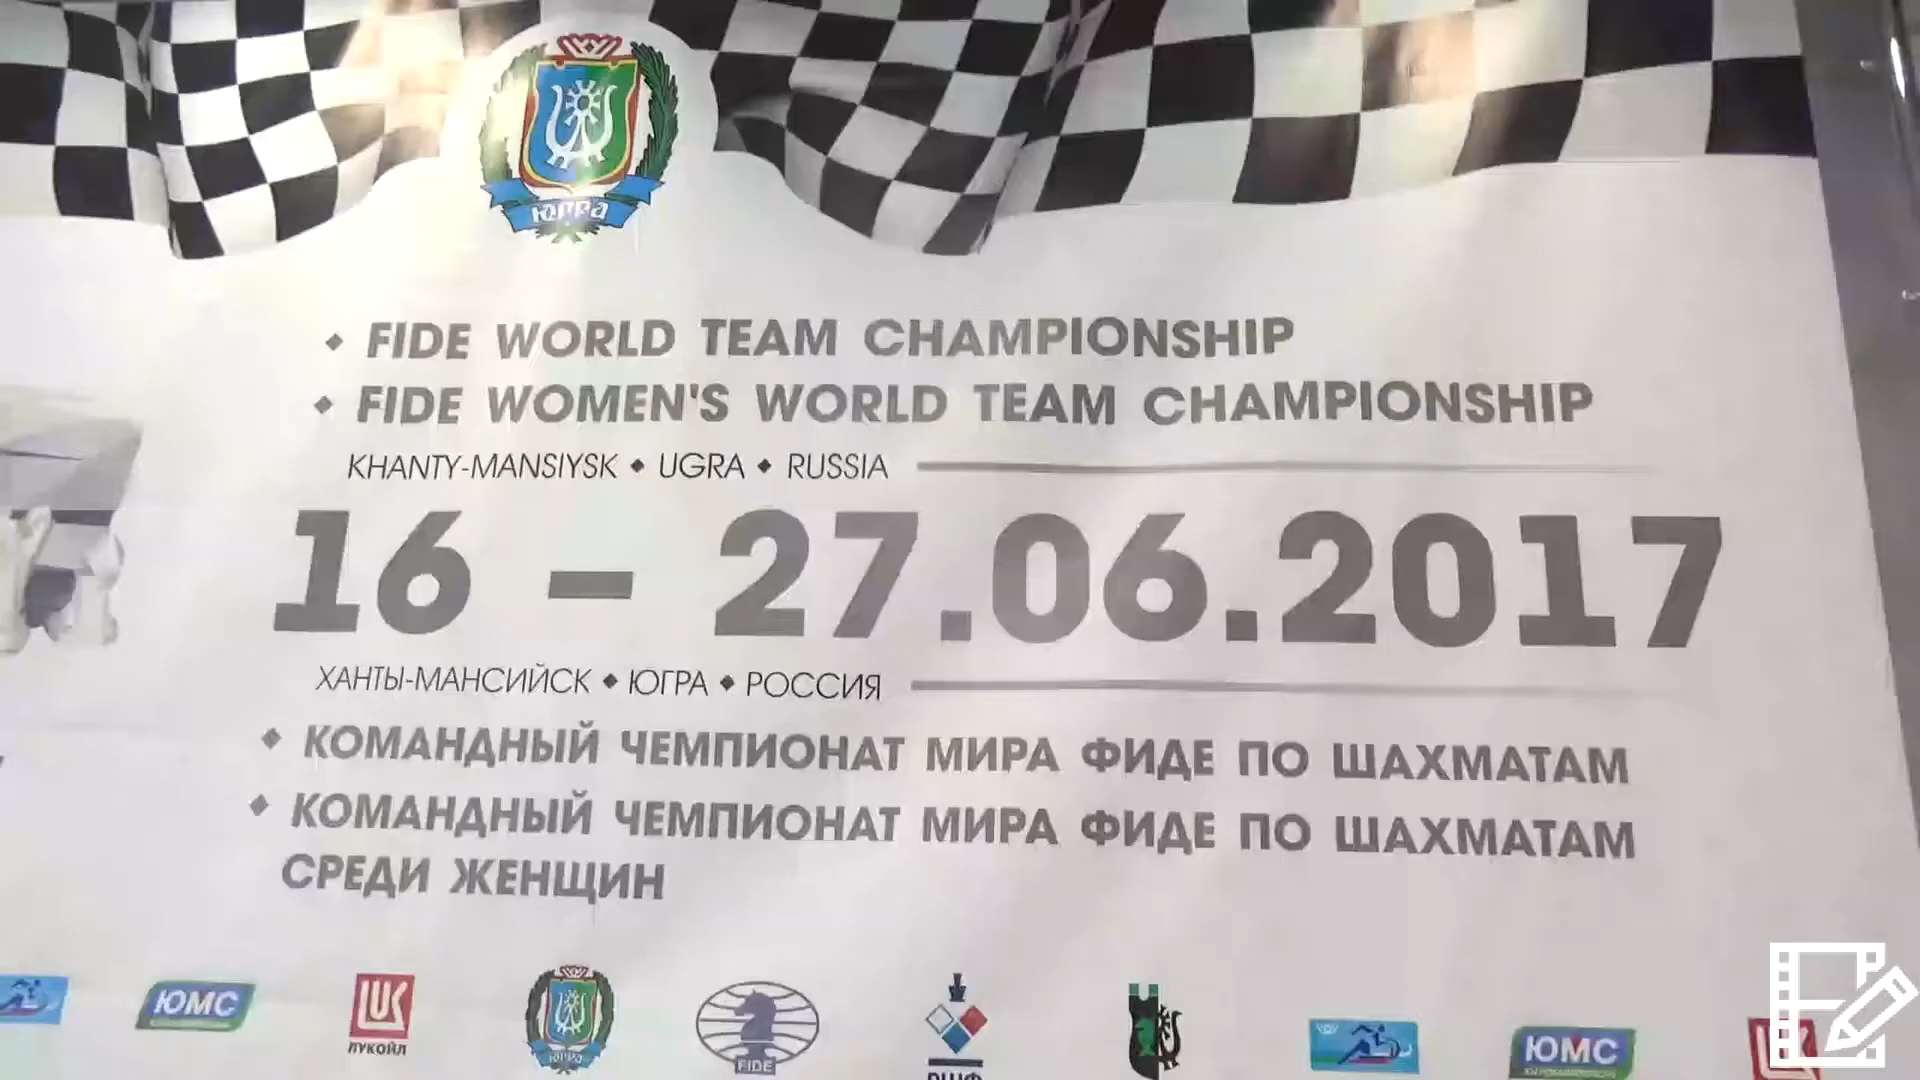 ЮГРА
FIDE WORLD TEAM CHAMPIONSHIP
FIDE WOMEN'S WORLD TEAM CHAMPIONSHIP
KHANTY-MANSIYSK ◆ UGRA ◆ RUSSIA
16 – 27.06.2017
ХАНТЫ-МАНСИЙСК ◆ ЮГРА ◆ РОССИЯ
КОМАНДНЫЙ ЧЕМПИОНАТ МИРА ФИДЕ ПО ШАХМАТАМ
КОМАНДНЫЙ ЧЕМПИОНАТ МИРА ФИДЕ ПО ШАХМАТАМ
СРЕДИ ЖЕНЩИН
ЮМС
LUK
ЛУКОЙЛ
ЮГРА
FIDE
ЮМС